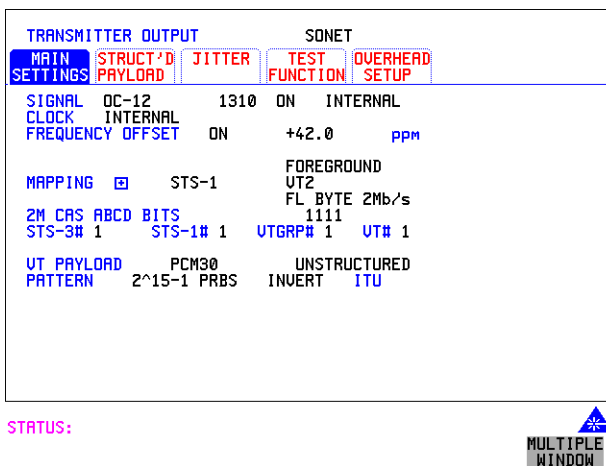 TRANSMITTER OUTPUT SONET
MAIN SETTINGS STRUCT'D PAYLOAD JITTER TEST FUNCTION OVERHEAD SETUP
SIGNAL OC-12 1310 ON INTERNAL
CLOCK INTERNAL
FREQUENCY OFFSET ON +42.0 ppm
FOREGROUND
MAPPING + STS-1 VT2
FL BYTE 2Mb/s
2M CAS ABCD BITS 1111
STS-3# 1 STS-1# 1 VTGRP# 1 VT# 1
VT PAYLOAD PCM30 UNSTRUCTURED
PATTERN 2^15-1 PRBS INVERT ITU
STATUS:
MULTIPLE
WINDOW